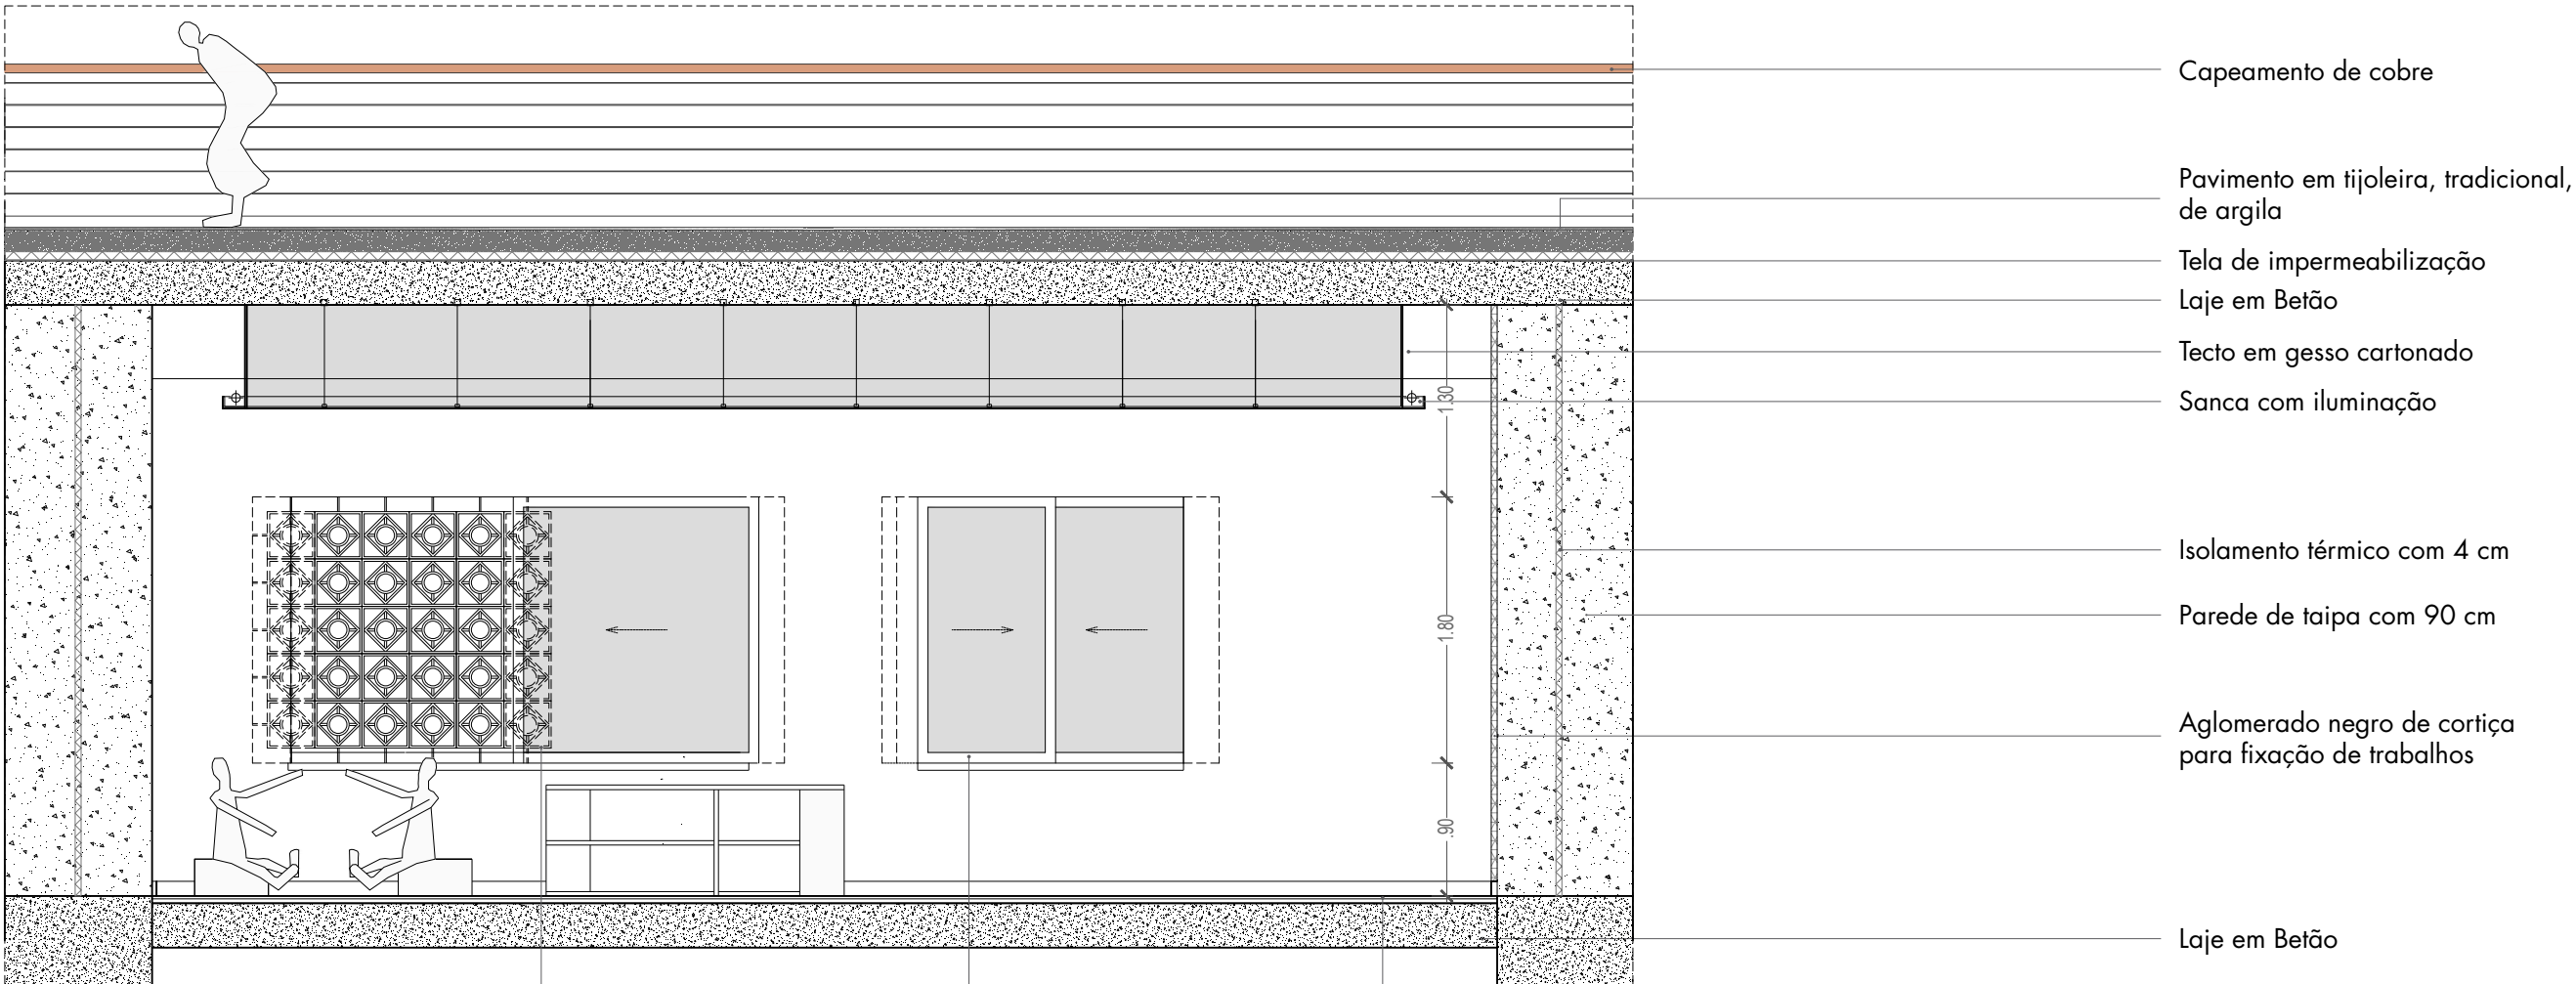 Capeamento de cobre
Pavimento em tijoleira, tradicional,
de argila
Tela de impermeabilização
Laje em Betão
Tecto em gesso cartonado
1.30
Sanca com iluminação
Isolamento térmico com 4 cm
1.80
Parede de taipa com 90 cm
Aglomerado negro de cortiça
para fixação de trabalhos
.90
Laje em Betão